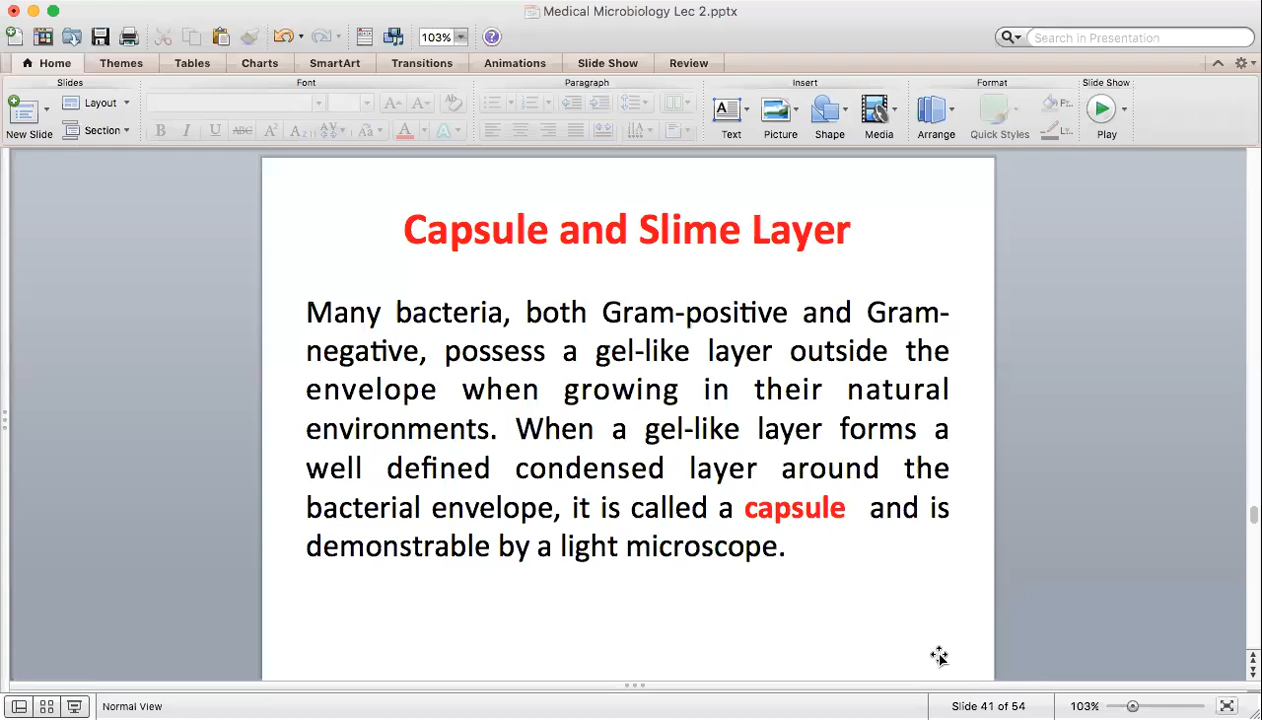 Medical Microbiology Lec 2.pptx
103%
Search in Presentation
Home Themes Tables Charts SmartArt Transitions Animations Slide Show Review
Slides Font Paragraph Insert Format Slide Show
New Slide Layout Section
B I U ABC
Text Picture Shape Media Arrange Quick Styles Play
Capsule and Slime Layer
Many bacteria, both Gram-positive and Gram-
negative, possess a gel-like layer outside the
envelope when growing in their natural
environments. When a gel-like layer forms a
well defined condensed layer around the
bacterial envelope, it is called a capsule and is
demonstrable by a light microscope.
Normal View Slide 41 of 54 103%